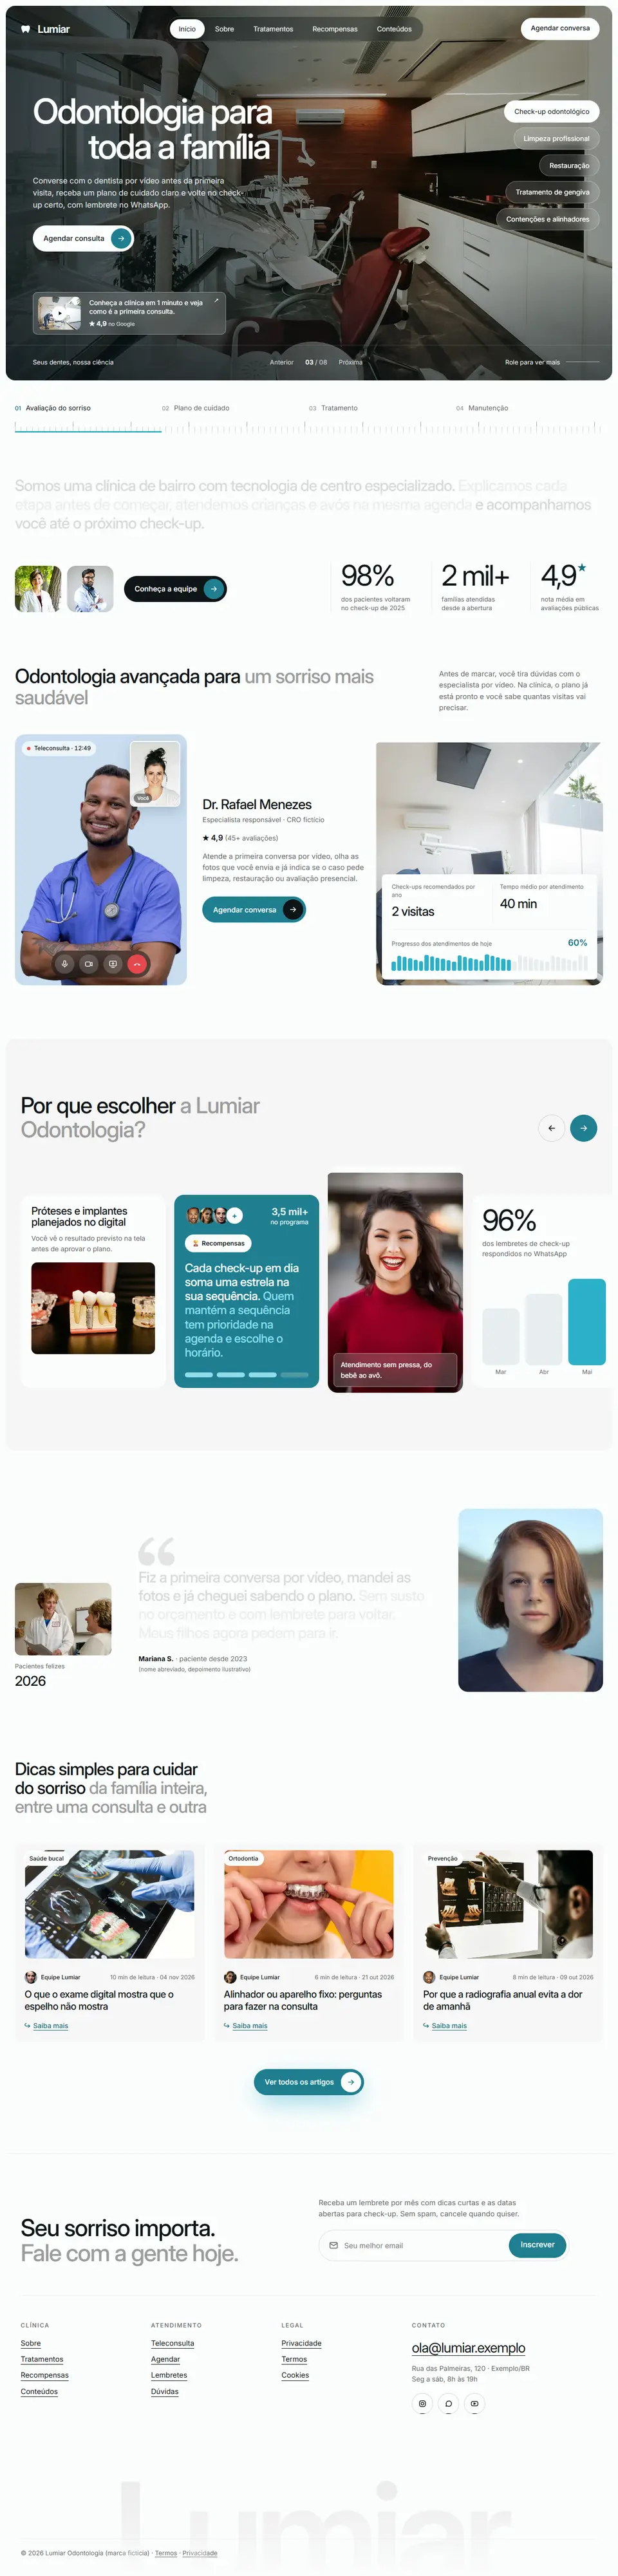 Lumiar
Início
Sobre
Tratamentos
Recompensas
Conteúdos
Agendar conversa
Odontologia para
toda a família
Converse com o dentista por vídeo antes da primeira
visita, receba um plano de cuidado claro e volte no check-
up certo, com lembrete no WhatsApp.
Agendar consulta
Check-up odontológico
Limpeza profissional
Restauração
Tratamento de gengiva
Contenções e alinhadores
Conheça a clínica em 1 minuto e veja
como é a primeira consulta.
★ 4,9 no Google
Seus dentes, nossa ciência
Anterior
03 / 08
Próxima
Role para ver mais
01 Avaliação do sorriso
02 Plano de cuidado
03 Tratamento
04 Manutenção
Somos uma clínica de bairro com tecnologia de centro especializado. Explicamos cada
etapa antes de começar, atendemos crianças e avós na mesma agenda e acompanhamos
você até o próximo check-up.
Conheça a equipe
98%
dos pacientes voltaram
no check-up de 2025
2 mil+
famílias atendidas
desde a abertura
4,9★
nota média em
avaliações públicas
Odontologia avançada para um sorriso mais
saudável
Antes de marcar, você tira dúvidas com o
especialista por vídeo. Na clínica, o plano já
está pronto e você sabe quantas visitas vai
precisar.
Teleconsulta · 12:49
Você
Dr. Rafael Menezes
Especialista responsável · CRO fictício
★ 4,9 (45+ avaliações)
Atende a primeira conversa por vídeo, olha as
fotos que você envia e já indica se o caso pede
limpeza, restauração ou avaliação presencial.
Agendar conversa
Check-ups recomendados por
ano
2 visitas
Tempo médio por atendimento
40 min
Progresso dos atendimentos de hoje
60%
Por que escolher a Lumiar
Odontologia?
Próteses e implantes
planejados no digital
Você vê o resultado previsto na tela
antes de aprovar o plano.
+
3,5 mil+
no programa
Recompensas
Cada check-up em dia
soma uma estrela na
sua sequência. Quem
mantém a sequência
tem prioridade na
agenda e escolhe o
horário.
Atendimento sem pressa, do
bebê ao avô.
96%
dos lembretes de check-up
respondidos no WhatsApp
Mar
Abr
Mai
Fiz a primeira conversa por vídeo, mandei as
fotos e já cheguei sabendo o plano. Sem susto
no orçamento e com lembrete para voltar.
Meus filhos agora pedem para ir.
Mariana S. · paciente desde 2023
(nome abreviado, depoimento ilustrativo)
Pacientes felizes
2026
Dicas simples para cuidar
do sorriso da família inteira,
entre uma consulta e outra
Saúde bucal
Equipe Lumiar
10 min de leitura · 04 nov 2026
O que o exame digital mostra que o
espelho não mostra
Saiba mais
Ortodontia
Equipe Lumiar
6 min de leitura · 21 out 2026
Alinhador ou aparelho fixo: perguntas
para fazer na consulta
Saiba mais
Prevenção
Equipe Lumiar
8 min de leitura · 09 out 2026
Por que a radiografia anual evita a dor
de amanhã
Saiba mais
Ver todos os artigos
Seu sorriso importa.
Fale com a gente hoje.
Receba um lembrete por mês com dicas curtas e as datas
abertas para check-up. Sem spam, cancele quando quiser.
Seu melhor email
Inscrever
CLÍNICA
Sobre
Tratamentos
Recompensas
Conteúdos
ATENDIMENTO
Teleconsulta
Agendar
Lembretes
Dúvidas
LEGAL
Privacidade
Termos
Cookies
CONTATO
ola@lumiar.exemplo
Rua das Palmeiras, 120 · Exemplo/BR
Seg a sáb, 8h às 19h
Lumiar
© 2026 Lumiar Odontologia (marca fictícia) · Termos · Privacidade